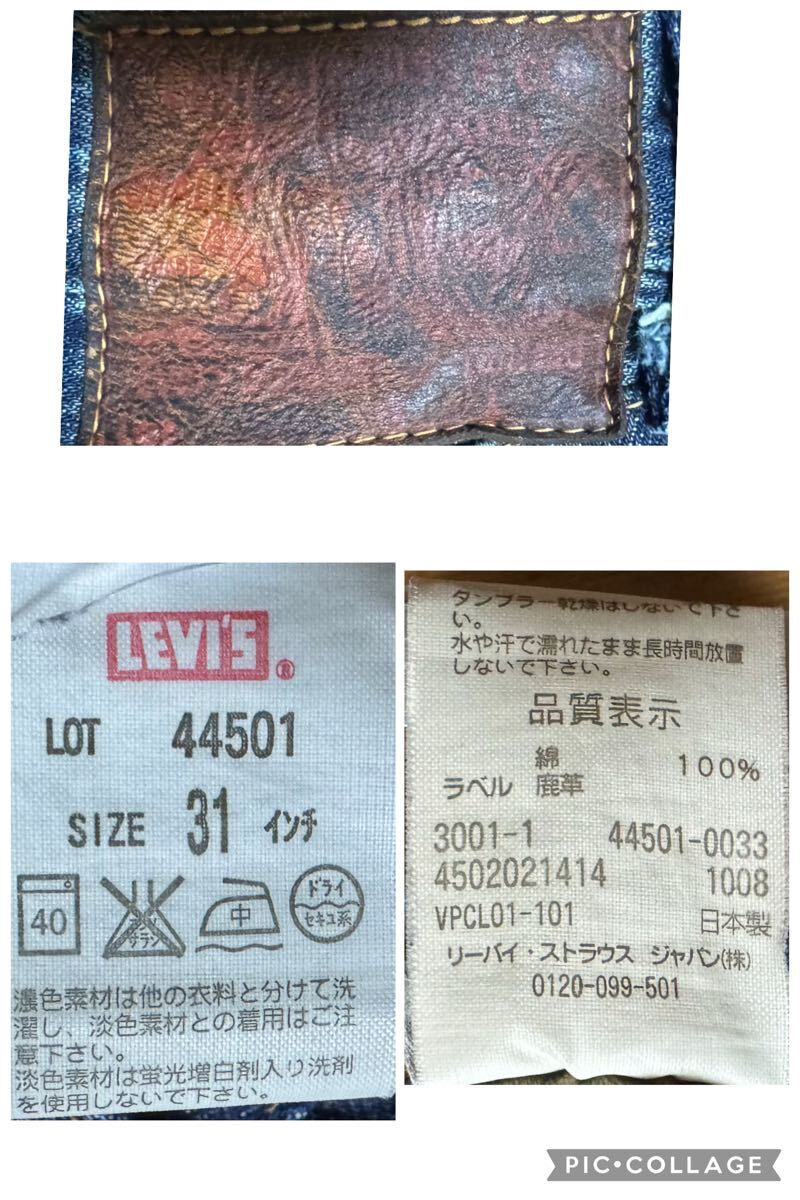 LEVI'S®
LOT 44501
SIZE 31 インチ
40
エンソ
サラシ
中
ドライ
セキユ系
濃色素材は他の衣料と分けて洗
濯し、淡色素材との着用はご注
意下さい。
淡色素材は蛍光増白剤入り洗剤
を使用しないで下さい。
タンブラー乾燥はしないで下さ
い。
水や汗で濡れたまま長時間放置
しないで下さい。
品質表示
綿 100%
ラベル 鹿革
3001-1 44501-0033
4502021414 1008
VPCL01-101 日本製
リーバイ・ストラウス ジャパン(株)
0120-099-501
PIC•COLLAGE